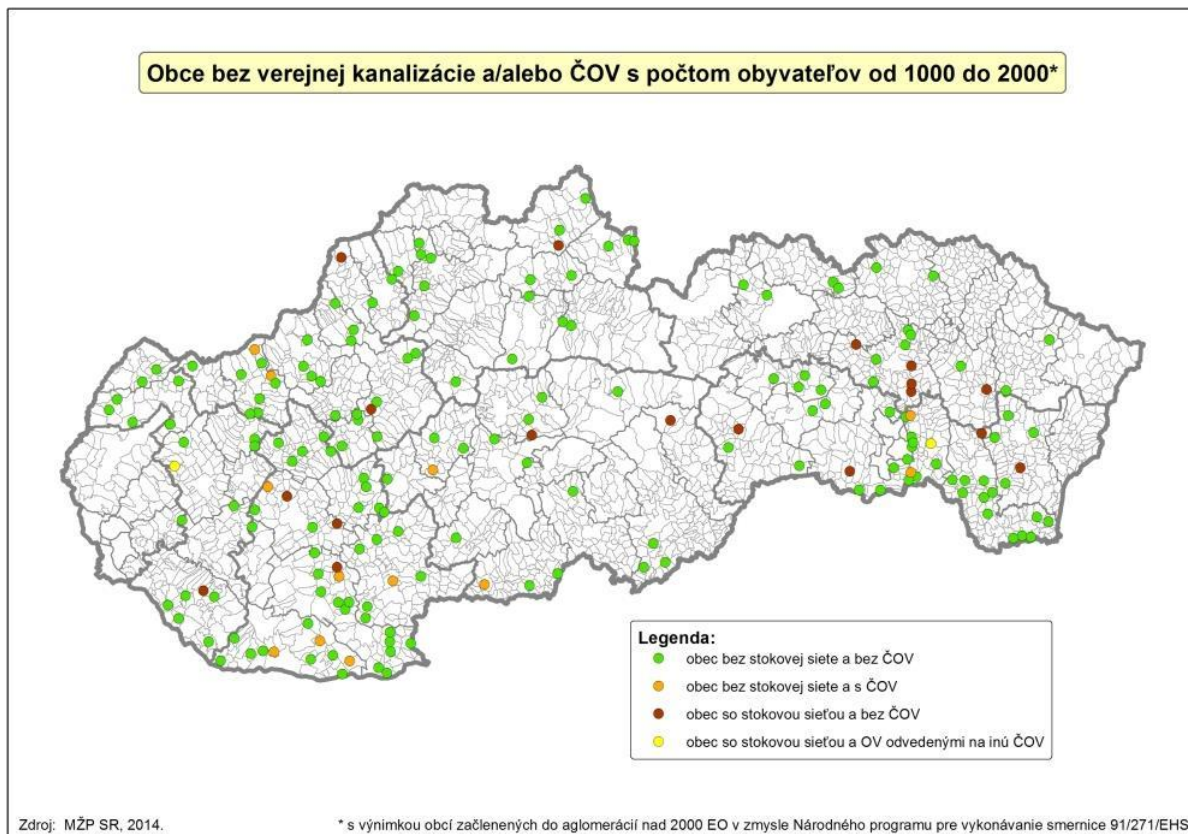 Obce bez verejnej kanalizácie a/alebo ČOV s počtom obyvateľov od 1000 do 2000*
Legenda:
obec bez stokovej siete a bez ČOV
obec bez stokovej siete a s ČOV
obec so stokovou sieťou a bez ČOV
obec so stokovou sieťou a OV odvedenými na inú ČOV
Zdroj: MŽP SR, 2014.
* s výnimkou obcí začlenených do aglomerácií nad 2000 EO v zmysle Národného programu pre vykonávanie smernice 91/271/EHS